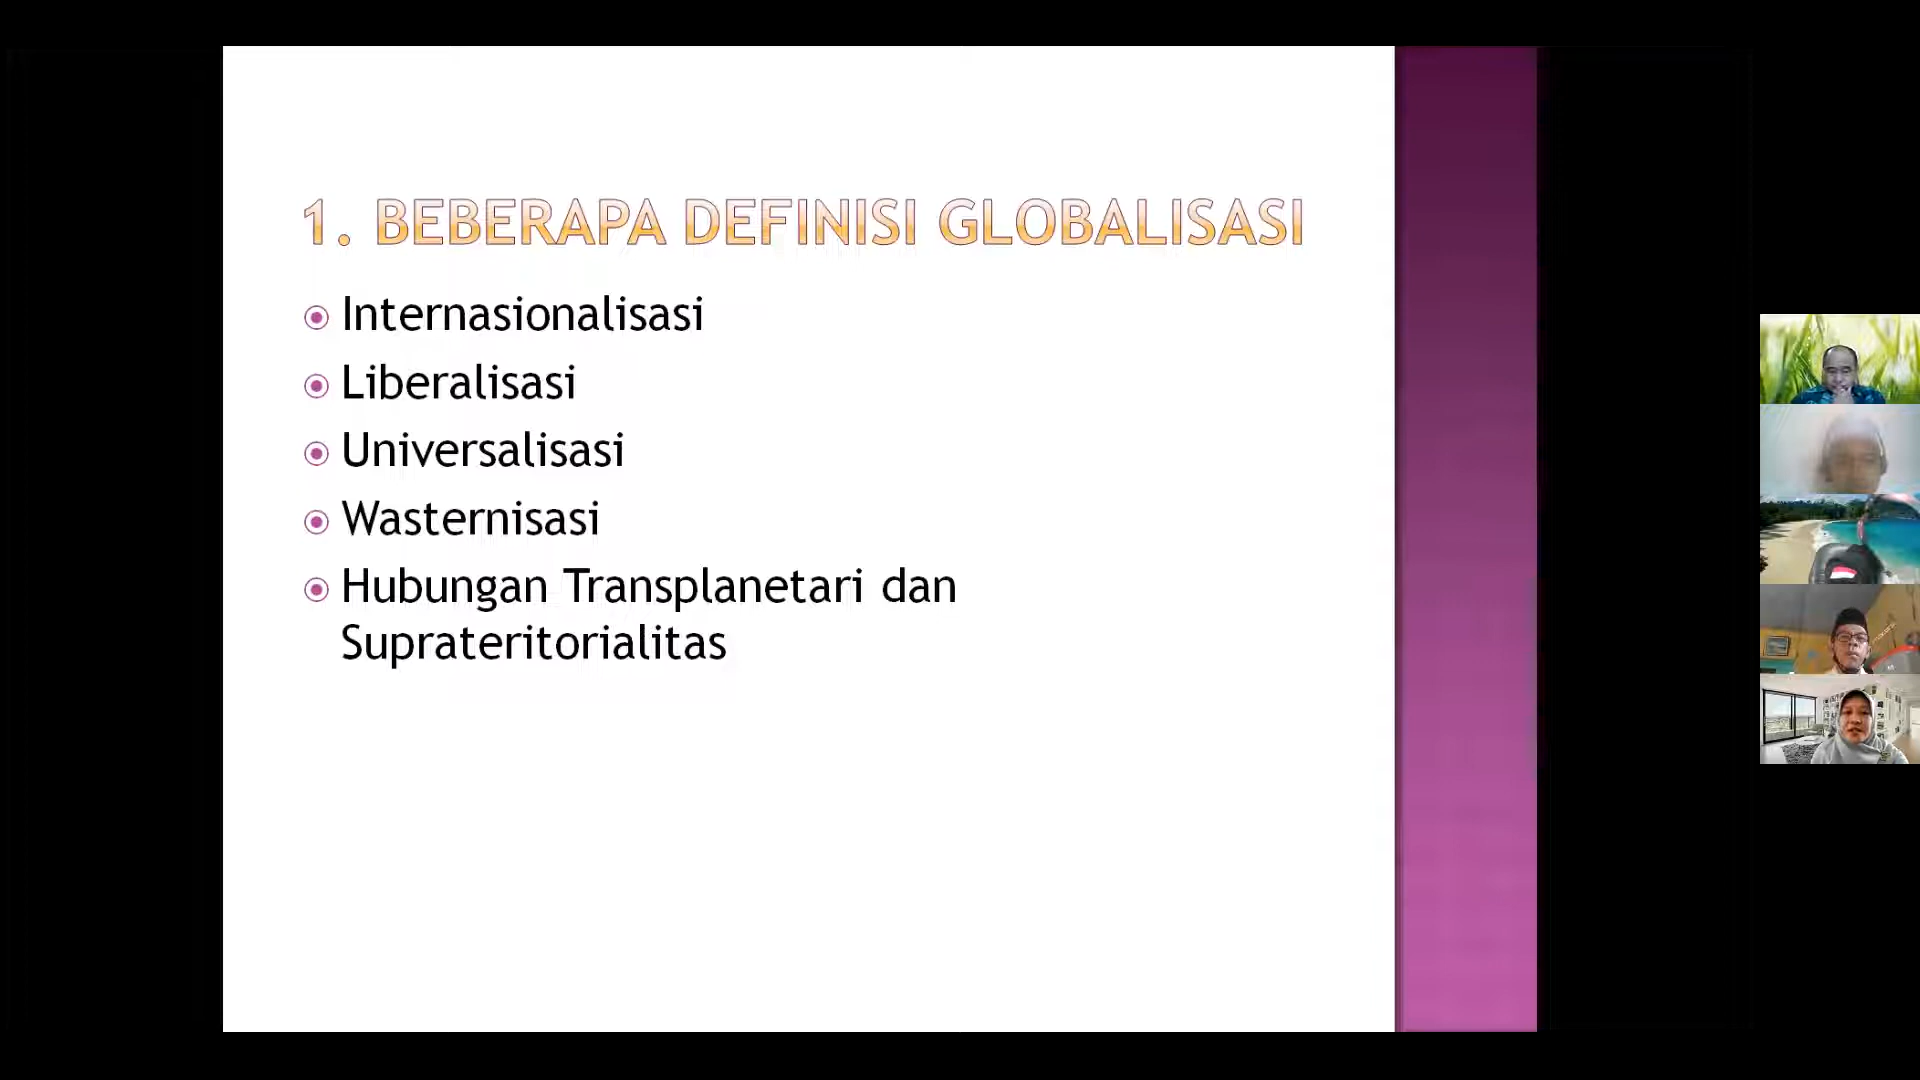 1. BEBERAPA DEFINISI GLOBALISASI
Internasionalisasi
Liberalisasi
Universalisasi
Wasternisasi
Hubungan Transplanetari dan
Suprateritorialitas